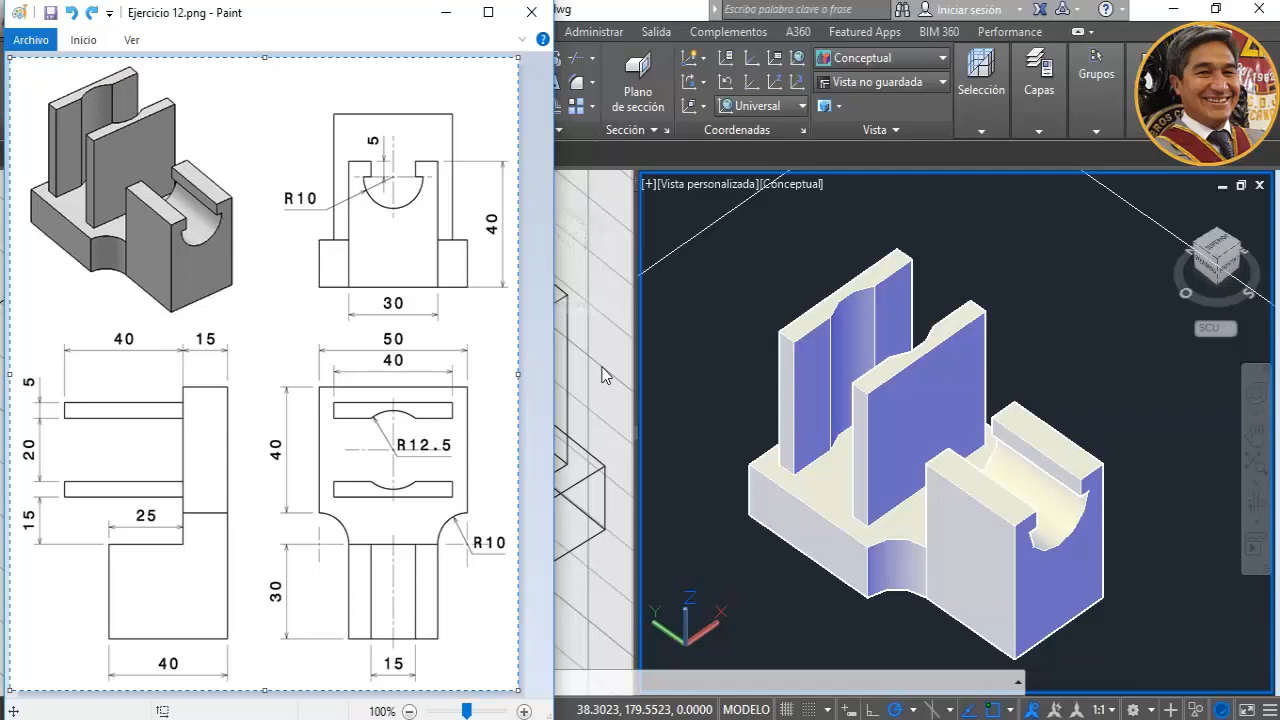 Ejercicio 12.png - Paint
Archivo
Inicio
Ver
5
R10
40
30
40
15
50
40
5
20
15
25
40
R12.5
R10
30
40
15
100%
wg
Escriba palabra clave o frase
Iniciar sesión
Administrar
Salida
Complementos
A360
Featured Apps
BIM 360
Performance
Plano
de sección
Sección
Conceptual
Vista no guardada
Universal
Coordenadas
Vista
Selección
Capas
Grupos
[+][Vista personalizada][Conceptual]
SCU
Z
Y
X
38.3023, 179.5523, 0.0000
MODELO
1:1